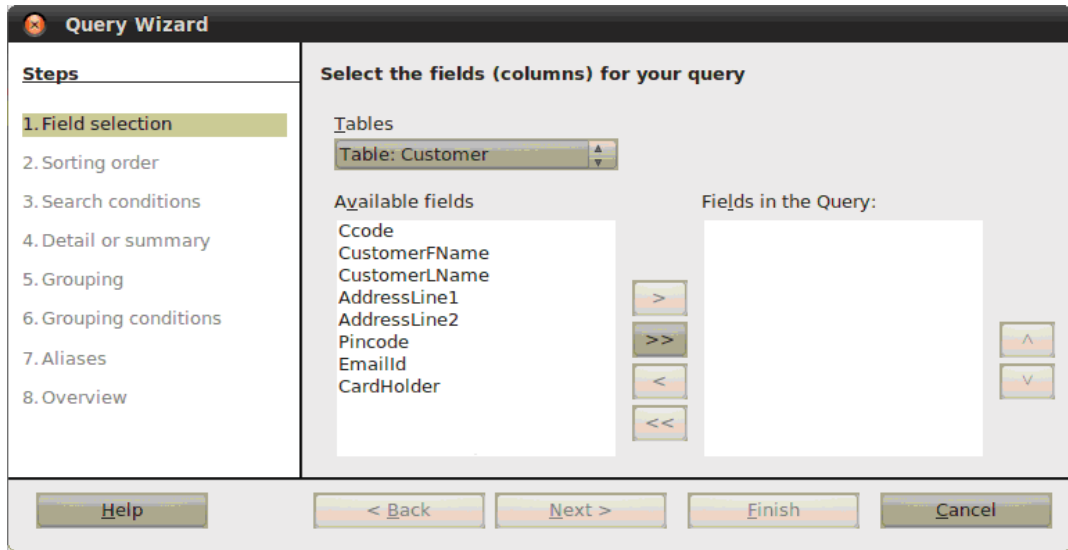 Query Wizard
Steps
1. Field selection
2. Sorting order
3. Search conditions
4. Detail or summary
5. Grouping
6. Grouping conditions
7. Aliases
8. Overview
Select the fields (columns) for your query
Tables
Table: Customer
Available fields
Ccode
CustomerFName
CustomerLName
AddressLine1
AddressLine2
Pincode
EmailId
CardHolder
>
>>
<
<<
Fields in the Query:
Help
< Back
Next >
Finish
Cancel